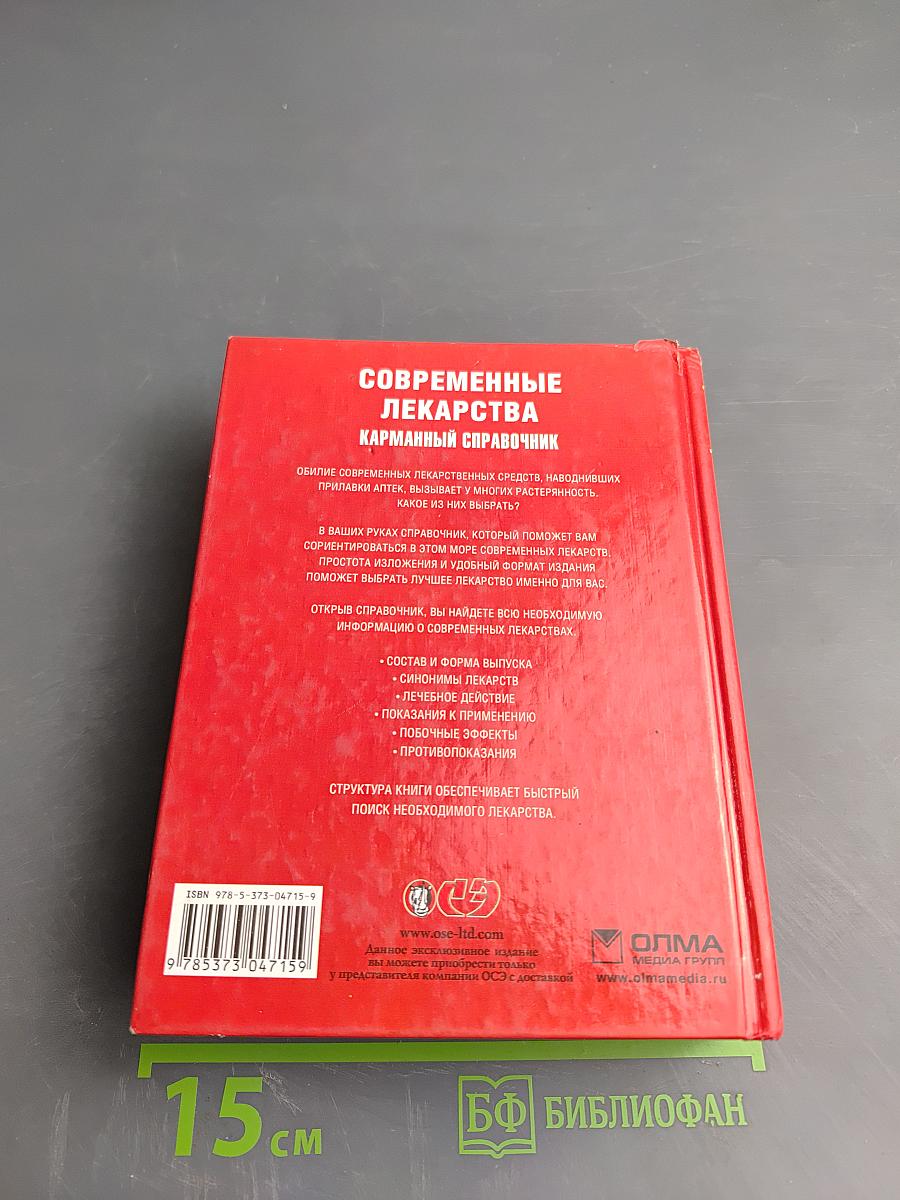 СОВРЕМЕННЫЕ
ЛЕКАРСТВА
КАРМАННЫЙ СПРАВОЧНИК
ОБИЛИЕ СОВРЕМЕННЫХ ЛЕКАРСТВЕННЫХ СРЕДСТВ, НАВОДНИВШИХ
ПРИЛАВКИ АПТЕК, ВЫЗЫВАЕТ У МНОГИХ РАСТЕРЯННОСТЬ.
КАКОЕ ИЗ НИХ ВЫБРАТЬ?
В ВАШИХ РУКАХ СПРАВОЧНИК, КОТОРЫЙ ПОМОЖЕТ ВАМ
СОРИЕНТИРОВАТЬСЯ В ЭТОМ МОРЕ СОВРЕМЕННЫХ ЛЕКАРСТВ.
ПРОСТОТА ИЗЛОЖЕНИЯ И УДОБНЫЙ ФОРМАТ ИЗДАНИЯ
ПОМОЖЕТ ВЫБРАТЬ ЛУЧШЕЕ ЛЕКАРСТВО ИМЕННО ДЛЯ ВАС.
ОТКРЫВ СПРАВОЧНИК, ВЫ НАЙДЕТЕ ВСЮ НЕОБХОДИМУЮ
ИНФОРМАЦИЮ О СОВРЕМЕННЫХ ЛЕКАРСТВАХ.
• СОСТАВ И ФОРМА ВЫПУСКА
• СИНОНИМЫ ЛЕКАРСТВ
• ЛЕЧЕБНОЕ ДЕЙСТВИЕ
• ПОКАЗАНИЯ К ПРИМЕНЕНИЮ
• ПОБОЧНЫЕ ЭФФЕКТЫ
• ПРОТИВОПОКАЗАНИЯ
СТРУКТУРА КНИГИ ОБЕСПЕЧИВАЕТ БЫСТРЫЙ
ПОИСК НЕОБХОДИМОГО ЛЕКАРСТВА.
ISBN 978-5-373-04715-9
9 785373 047159
www.ose-ltd.com
Данное эксклюзивное издание
вы можете приобрести только
у представителя компании ОСЭ с доставкой
ОЛМА
МЕДИА ГРУПП
www.olmamedia.ru
15 см
БФ БИБЛИОФАН